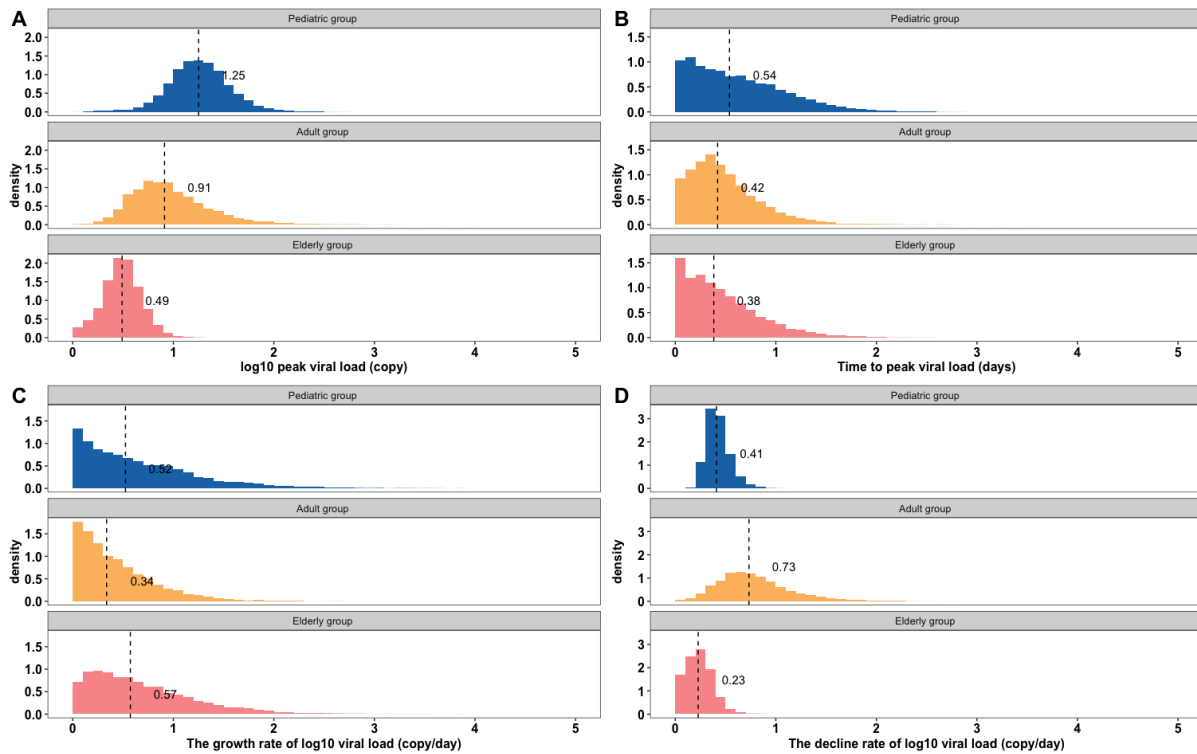 A
Pediatric group
2.0
1.5
1.0
0.5
0.0
1.25
Adult group
2.0
1.5
1.0
0.5
0.0
0.91
density
Elderly group
2.0
1.5
1.0
0.5
0.0
0.49
0 1 2 3 4 5
log10 peak viral load (copy)
B
Pediatric group
1.5
1.0
0.5
0.0
0.54
Adult group
1.5
1.0
0.5
0.0
0.42
density
Elderly group
1.5
1.0
0.5
0.0
0.38
0 1 2 3 4 5
Time to peak viral load (days)
C
Pediatric group
1.5
1.0
0.5
0.0
0.52
Adult group
1.5
1.0
0.5
0.0
0.34
density
Elderly group
1.5
1.0
0.5
0.0
0.57
0 1 2 3 4 5
The growth rate of log10 viral load (copy/day)
D
Pediatric group
3
2
1
0
0.41
Adult group
3
2
1
0
0.73
density
Elderly group
3
2
1
0
0.23
0 1 2 3 4 5
The decline rate of log10 viral load (copy/day)